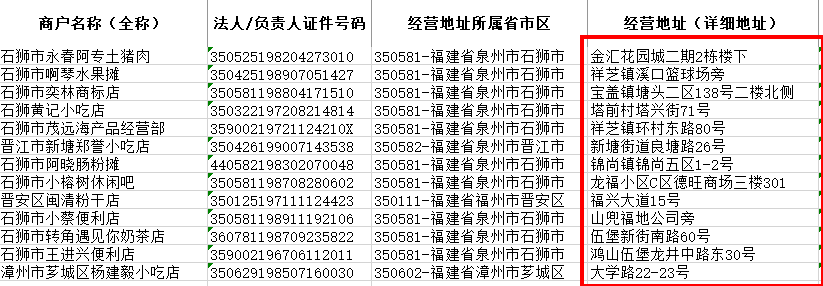 商户名称（全称） 法人/负责人证件号码 经营地址所属省市区 经营地址（详细地址）
石狮市永春阿专土猪肉 350525198204273010 350581-福建省泉州市石狮市 金汇花园城二期2栋楼下
石狮市啊琴水果摊 350425198907051427 350581-福建省泉州市石狮市 祥芝镇溪口篮球场旁
石狮市奕林商标店 350581198804171510 350581-福建省泉州市石狮市 宝盖镇塘头二区138号二楼北侧
石狮黄记小吃店 350322197208214814 350581-福建省泉州市石狮市 塔前村塔兴街71号
石狮市茂远海产品经营部 35900219721124210X 350581-福建省泉州市石狮市 祥芝镇环村东路80号
晋江市新塘郑誉小吃店 350426199007143538 350582-福建省泉州市晋江市 新塘街道良塘路26号
石狮市阿晓肠粉摊 440582198302070048 350581-福建省泉州市石狮市 锦尚镇锦尚五区1-2号
石狮市小榕树休闲吧 350581198708280602 350581-福建省泉州市石狮市 龙福小区C区德旺商场三楼301
晋安区闽清粉干店 350125197111124423 350111-福建省福州市晋安区 福兴大道15号
石狮市小蔡便利店 350581198911192106 350581-福建省泉州市石狮市 山兜福地公司旁
石狮市转角遇见你奶茶店 360781198709235822 350581-福建省泉州市石狮市 伍堡新街南路60号
石狮市王进兴便利店 359002196706112011 350581-福建省泉州市石狮市 鸿山伍堡龙井中路东30号
漳州市芗城区杨建毅小吃店 350629198507160030 350602-福建省漳州市芗城区 大学路22-23号